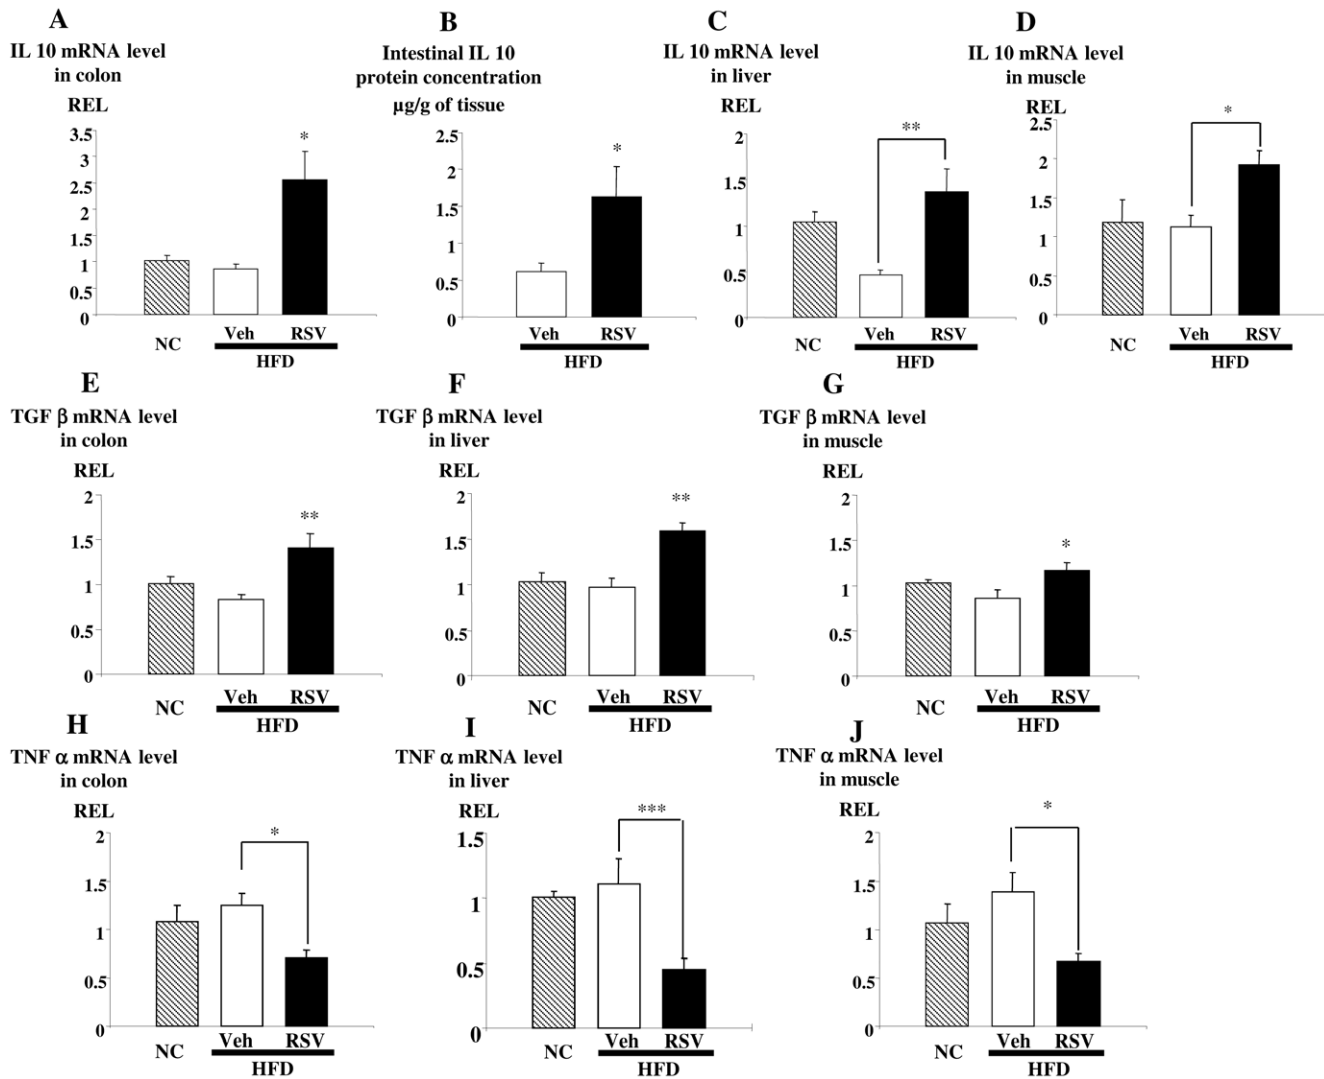 A
IL 10 mRNA level
in colon
REL
3.5
3
2.5
2
1.5
1
0.5
0
*
NC
Veh
RSV
HFD
B
Intestinal IL 10
protein concentration
µg/g of tissue
2.5
2
1.5
1
0.5
0
*
Veh
RSV
HFD
C
IL 10 mRNA level
in liver
REL
2
1.5
1
0.5
0
**
NC
Veh
RSV
HFD
D
IL 10 mRNA level
in muscle
REL
2.5
2
1.5
1
0.5
0
*
NC
Veh
RSV
HFD
E
TGF β mRNA level
in colon
REL
2
1.5
1
0.5
0
**
NC
Veh
RSV
HFD
F
TGF β mRNA level
in liver
REL
2
1.5
1
0.5
0
**
NC
Veh
RSV
HFD
G
TGF β mRNA level
in muscle
REL
2
1.5
1
0.5
0
*
NC
Veh
RSV
HFD
H
TNF α mRNA level
in colon
REL
2
1.5
1
0.5
0
*
NC
Veh
RSV
HFD
I
TNF α mRNA level
in liver
REL
1.5
1
0.5
0
***
NC
Veh
RSV
HFD
J
TNF α mRNA level
in muscle
REL
2
1.5
1
0.5
0
*
NC
Veh
RSV
HFD